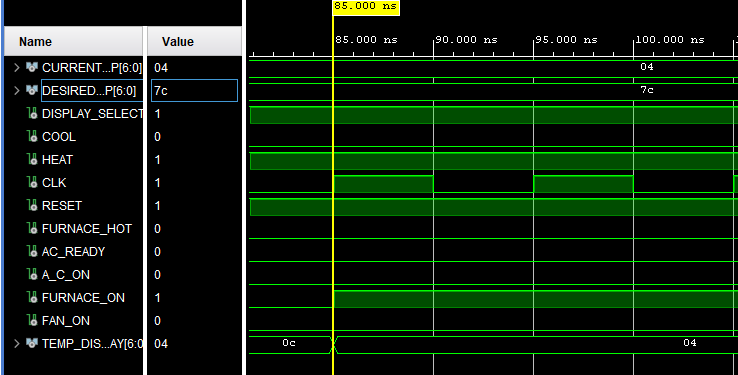 85.000 ns
Name Value
85.000 ns 90.000 ns 95.000 ns 100.000 ns
CURRENT...P[6:0] 04 04
DESIRED...P[6:0] 7c 7c
DISPLAY_SELECT 1
COOL 0
HEAT 1
CLK 1
RESET 1
FURNACE_HOT 0
AC_READY 0
A_C_ON 0
FURNACE_ON 1
FAN_ON 0
TEMP_DIS...AY[6:0 04 0c 04